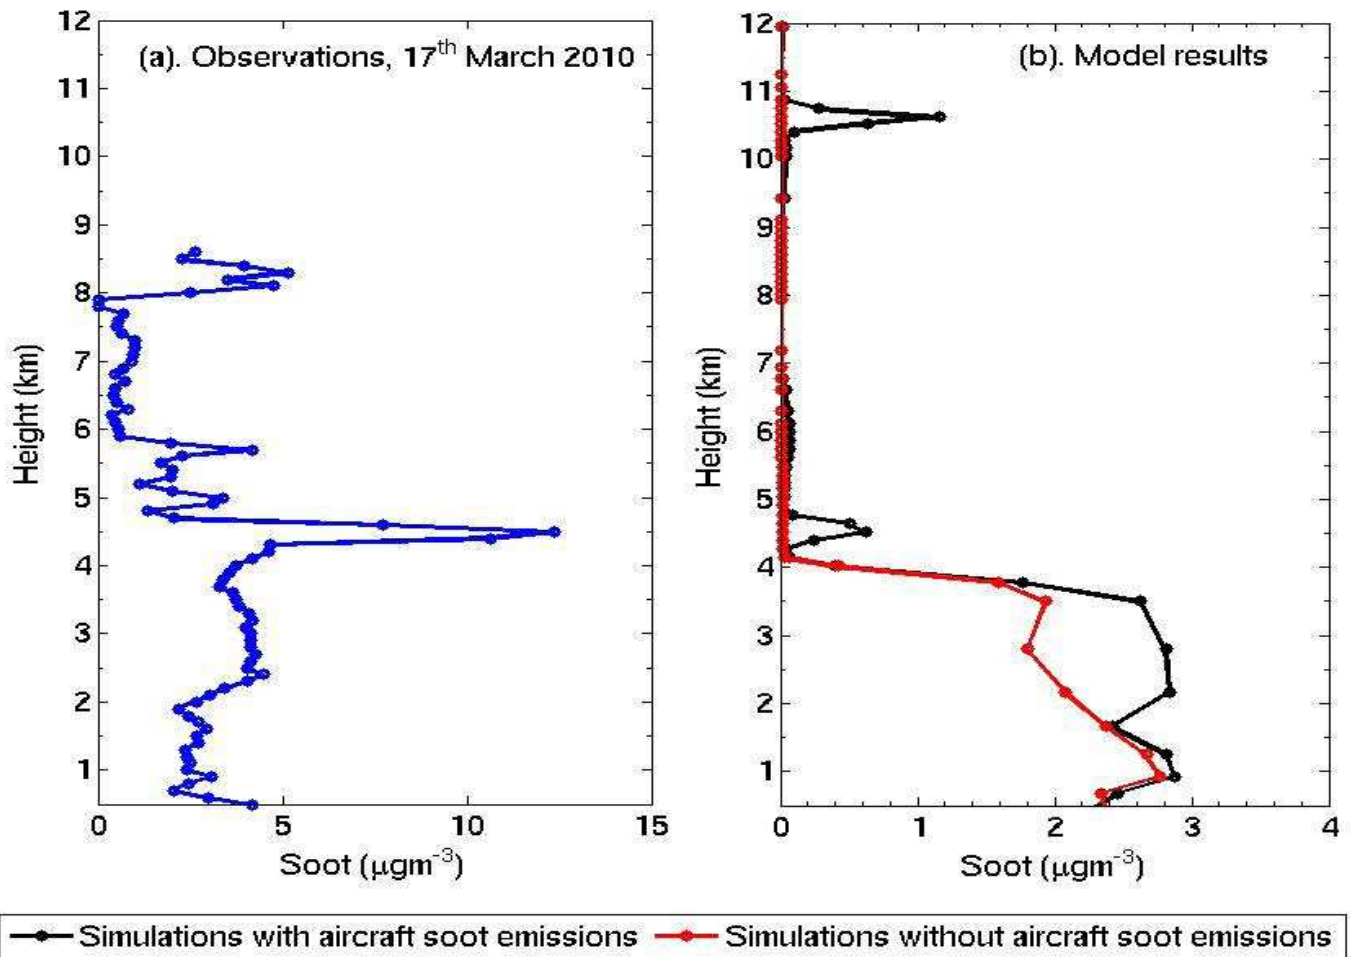 (a). Observations, 17th March 2010
12
11
10
9
8
7
6
5
4
3
2
1
Height (km)
0 5 10 15
Soot (μgm-3)
(b). Model results
12
11
10
9
8
7
6
5
4
3
2
1
Height (km)
0 1 2 3 4
Soot (μgm-3)
Simulations with aircraft soot emissions Simulations without aircraft soot emissions